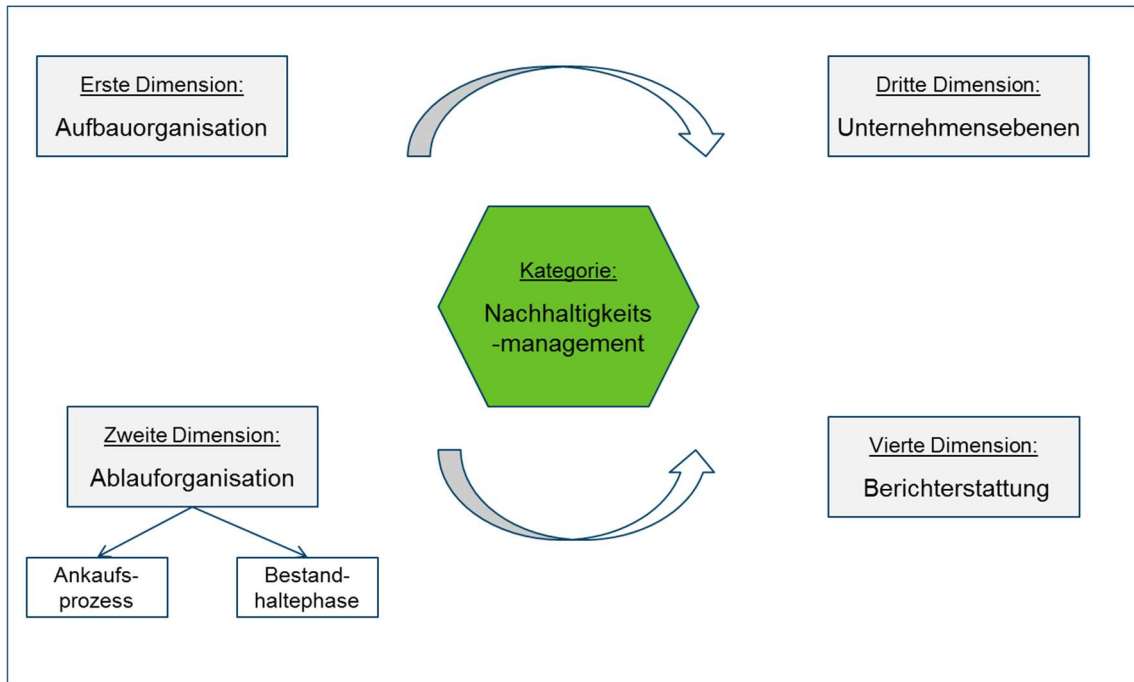 Erste Dimension:
Aufbauorganisation
Dritte Dimension:
Unternehmensebenen
Kategorie:
Nachhaltigkeits
-management
Zweite Dimension:
Ablauforganisation
Vierte Dimension:
Berichterstattung
Ankaufs-
prozess
Bestand-
haltephase